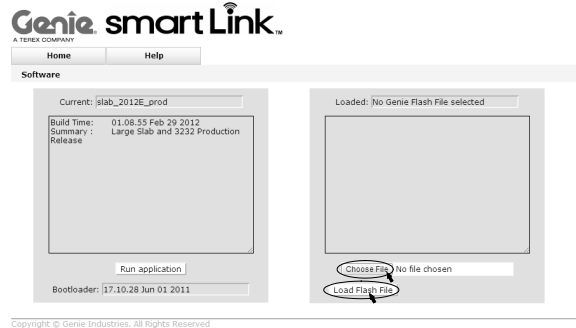 Genie. smart Link™
A TEREX COMPANY
Home Help
Software
Current: slab_2012E_prod
Build Time: 01.08.55 Feb 29 2012
Summary : Large Slab and 3232 Production
Release
Run application
Bootloader: 17.10.28 Jun 01 2011
Loaded: No Genie Flash File selected
Choose File No file chosen
Load Flash File
Copyright © Genie Industries. All Rights Reserved